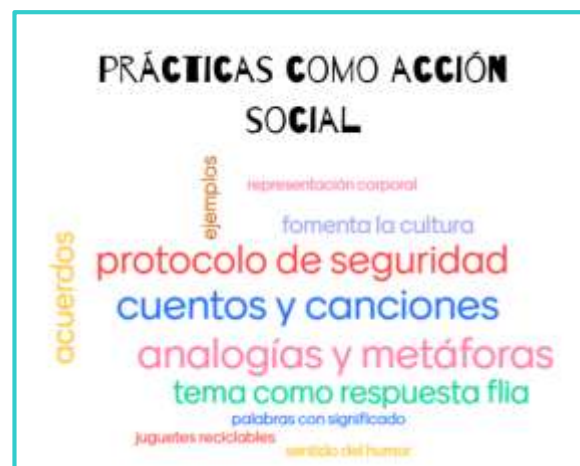 PRÁCTICAS COMO ACCIÓN
SOCIAL
ejemplos
representación corporal
fomenta la cultura
acuerdos
protocolo de seguridad
cuentos y canciones
analogías y metáforas
tema como respuesta flia
palabras con significado
juguetes reciclables
sentido del humor